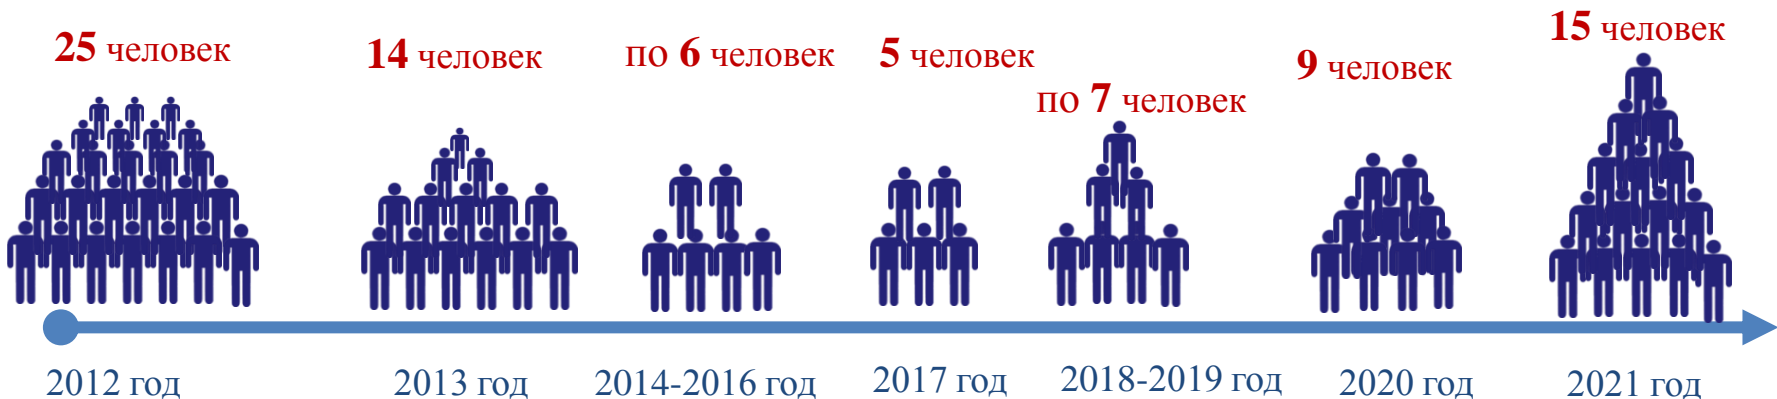 25 человек
14 человек
по 6 человек
5 человек
по 7 человек
9 человек
15 человек
2012 год
2013 год
2014-2016 год
2017 год
2018-2019 год
2020 год
2021 год